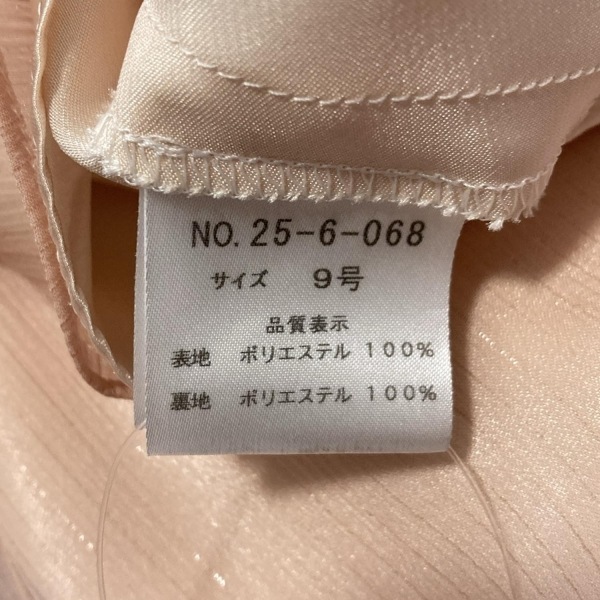 NO. 25-6-068
サイズ 9号
品質表示
表地 ポリエステル 100%
裏地 ポリエステル 100%